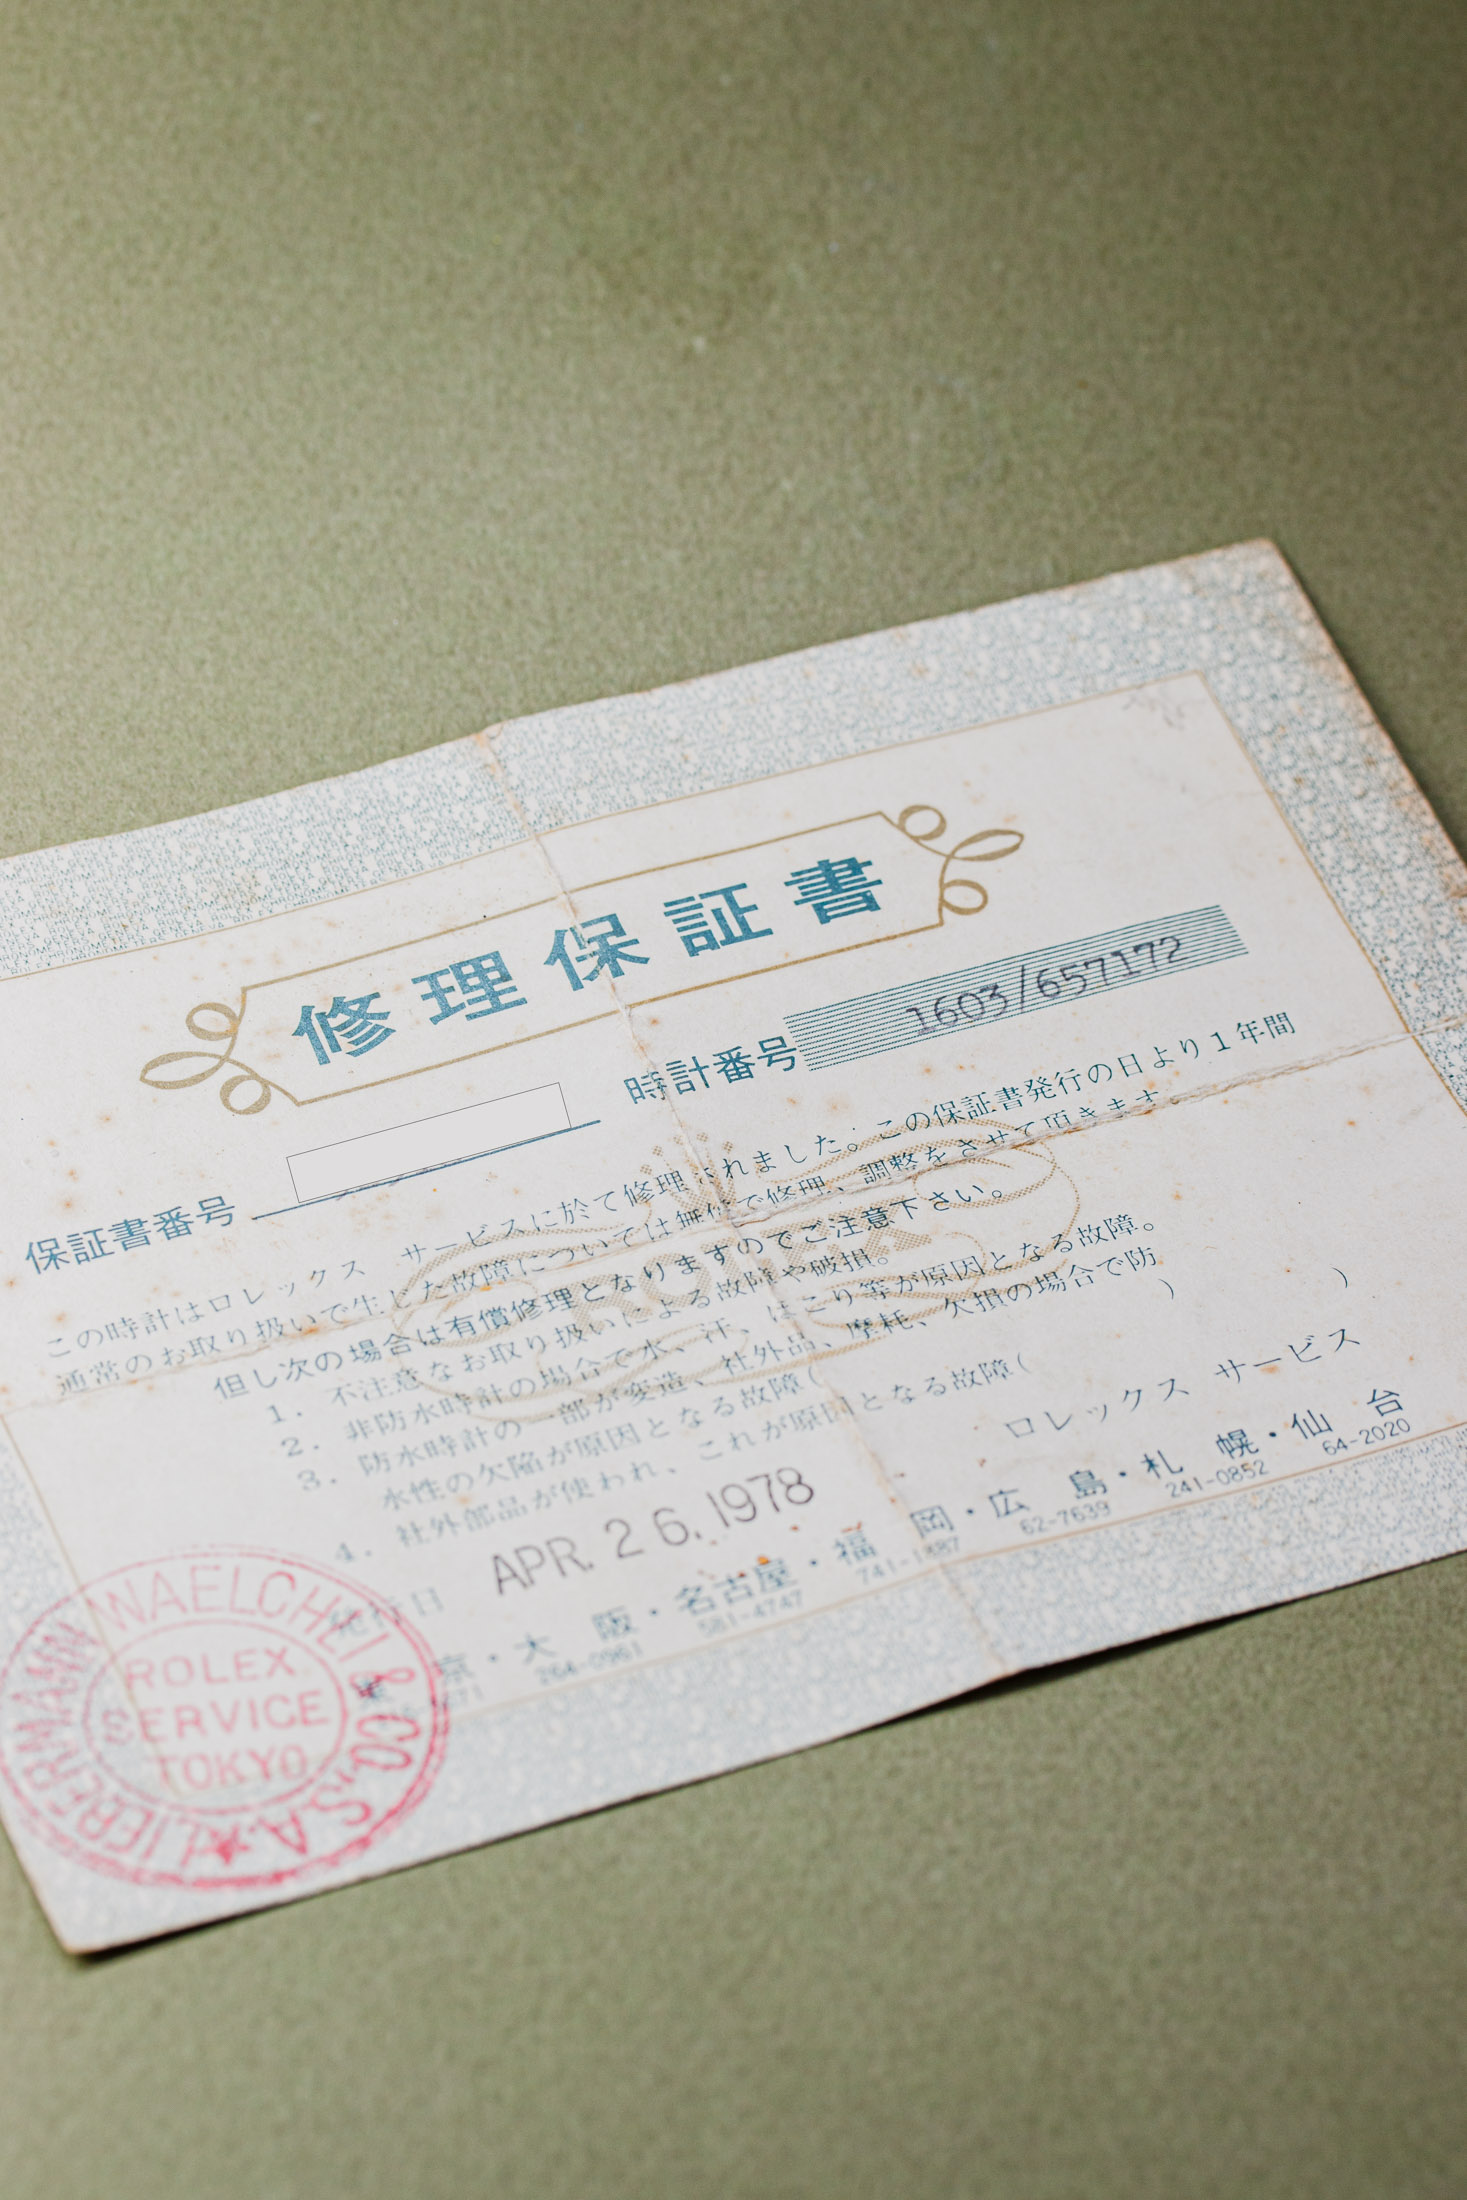 修理保証書
時計番号 1603/657172
保証書番号
この時計はロレックス サービスに於て修理されました。この保証書発行の日より1年間
通常のお取り扱いで生じた故障については無償で修理、調整をさせて頂きます。
但し次の場合は有償修理となりますのでご注意下さい。
1. 不注意なお取り扱いによる故障や破損。
2. 非防水時計の場合で水、汗、ほこり等が原因となる故障。
3. 防水時計の一部が変造、社外品、摩耗、欠損の場合で防
水性の欠陥が原因となる故障( )
4. 社外部品が使われ、これが原因となる故障( )
発行日 APR. 26. 1978
ロレックス サービス
京・大 阪・名古屋・福 岡・広 島・札 幌・仙 台
264-0961 581-4747 741-1887 62-7639 241-0852 64-2020
LIEBERMANN WAELCHLI & CO. S.A.
ROLEX
SERVICE
TOKYO